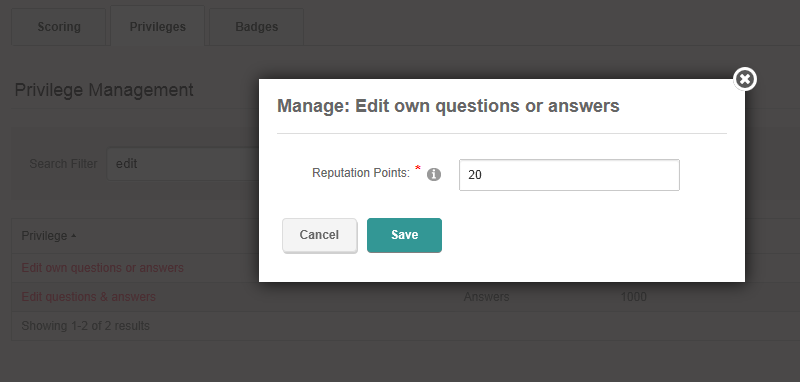 Scoring Privileges Badges
Privilege Management
Manage: Edit own questions or answers
Search Filter edit
Reputation Points: * 20
Cancel Save
Privilege
Edit own questions or answers
Edit questions & answers Answers 1000
Showing 1-2 of 2 results